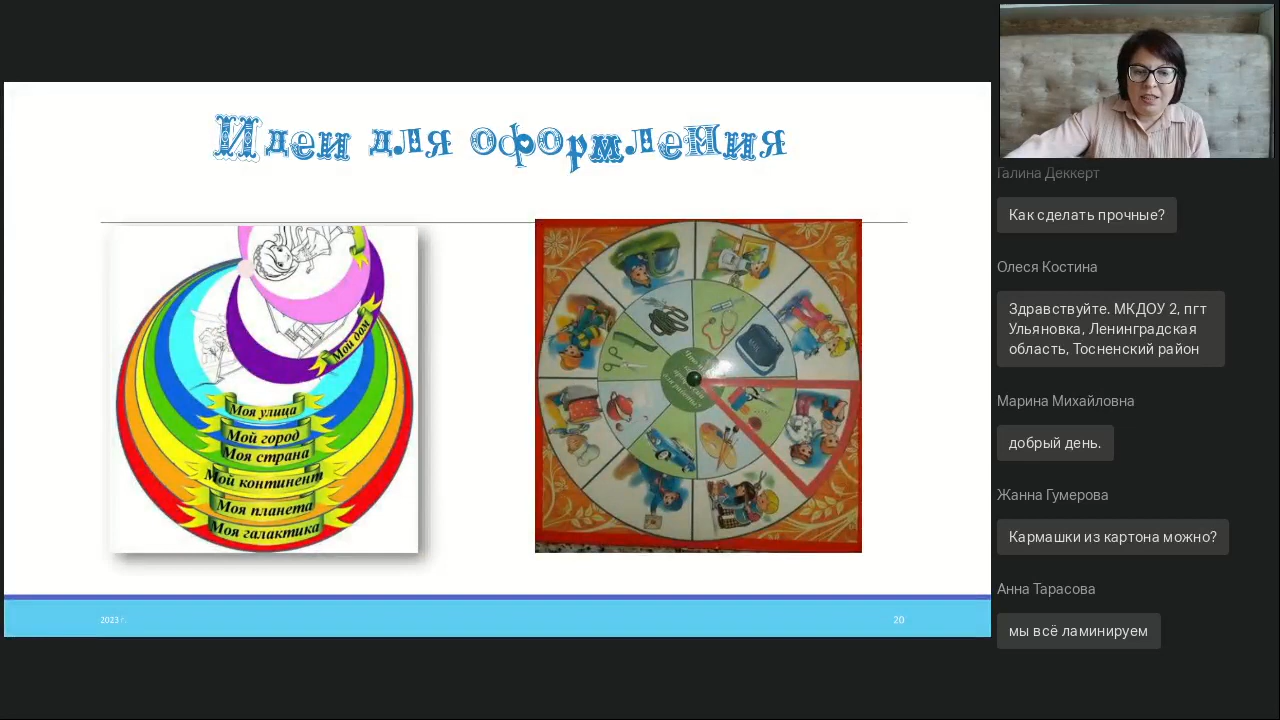 Идеи для оформления
Мой дом
Моя улица
Мой город
Моя страна
Мой континент
Моя планета
Моя галактика
2023 г.
20
Галина Деккерт
Как сделать прочные?
Олеся Костина
Здравствуйте. МКДОУ 2, пгт
Ульяновка, Ленинградская
область, Тосненский район
Марина Михайловна
добрый день.
Жанна Гумерова
Кармашки из картона можно?
Анна Тарасова
мы всё ламинируем